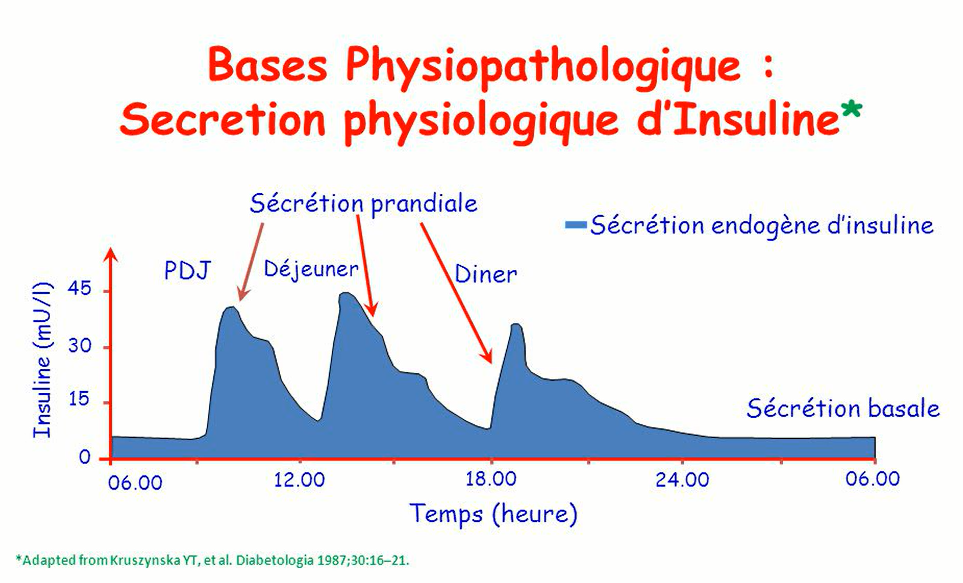 Bases Physiopathologique :
Secretion physiologique d’Insuline*
Sécrétion prandiale
Sécrétion endogène d’insuline
PDJ
Déjeuner
Diner
Insuline (mU/l)
45
30
15
0
Sécrétion basale
06.00
12.00
18.00
24.00
06.00
Temps (heure)
*Adapted from Kruszynska YT, et al. Diabetologia 1987;30:16–21.